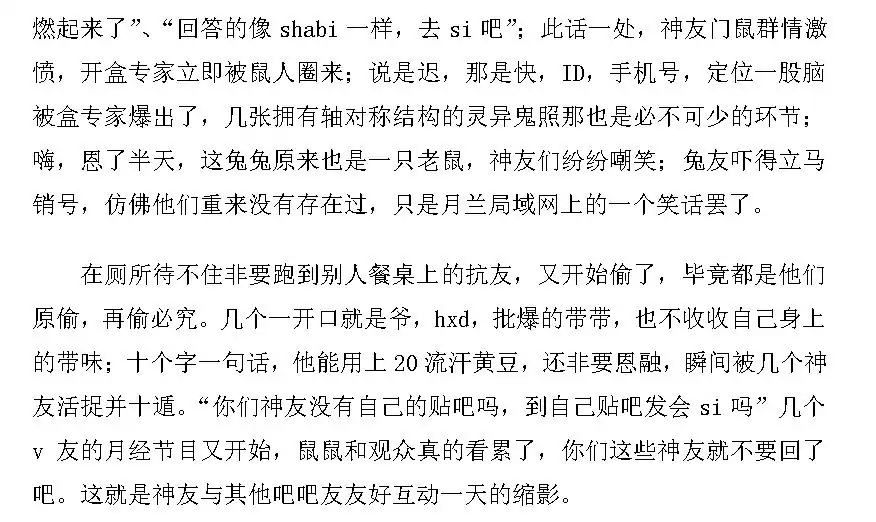 燃起来了”、“回答的像 shabi 一样，去 si 吧”；此话一处，神友门鼠群情激
愤，开盒专家立即被鼠人圈来；说是迟，那是快，ID，手机号，定位一股脑
被盒专家爆出了，几张拥有轴对称结构的灵异鬼照那也是必不可少的环节；
嗨，恩了半天，这兔兔原来也是一只老鼠，神友们纷纷嘲笑；兔友吓得立马
销号，仿佛他们重来没有存在过，只是月兰局域网上的一个笑话罢了。
在厕所待不住非要跑到别人餐桌上的抗友，又开始偷了，毕竟都是他们
原偷，再偷必究。几个一开口就是爷，hxd，批爆的带带，也不收收自己身上
的带味；十个字一句话，他能用上 20 流汗黄豆，还非要恩融，瞬间被几个神
友活捉并十遁。“你们神友没有自己的贴吧吗，到自己贴吧发会 si 吗”几个
v 友的月经节目又开始，鼠鼠和观众真的看累了，你们这些神友就不要回了
吧。这就是神友与其他吧吧友友好互动一天的缩影。